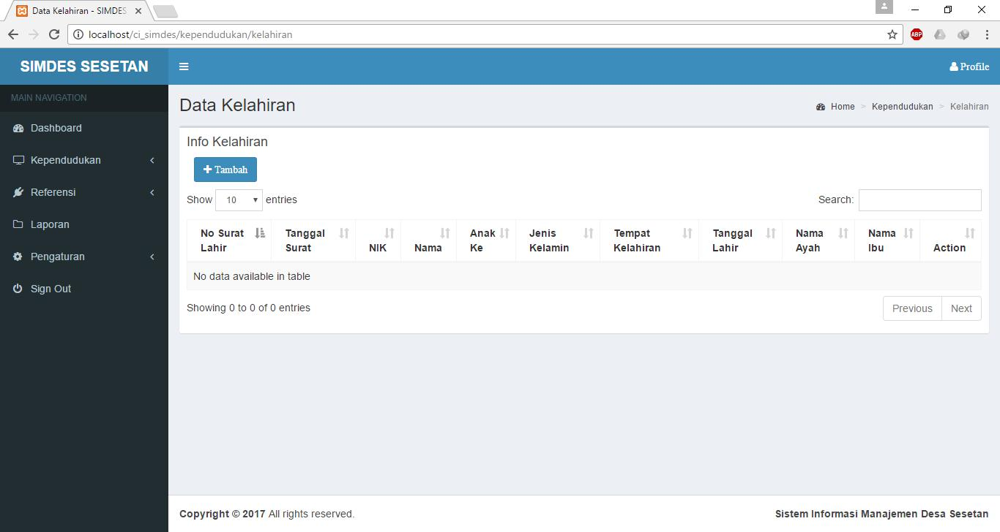 Data Kelahiran - SIMDES
localhost/ci_simdes/kependudukan/kelahiran
ABP
SIMDES SESETAN
Profile
MAIN NAVIGATION
Dashboard
Kependudukan
Referensi
Laporan
Pengaturan
Sign Out
Data Kelahiran
Home > Kependudukan > Kelahiran
Info Kelahiran
+ Tambah
Show 10 entries
Search:
No Surat Lahir
Tanggal Surat
NIK
Nama
Anak Ke
Jenis Kelamin
Tempat Kelahiran
Tanggal Lahir
Nama Ayah
Nama Ibu
Action
No data available in table
Showing 0 to 0 of 0 entries
Previous
Next
Copyright © 2017 All rights reserved.
Sistem Informasi Manajemen Desa Sesetan